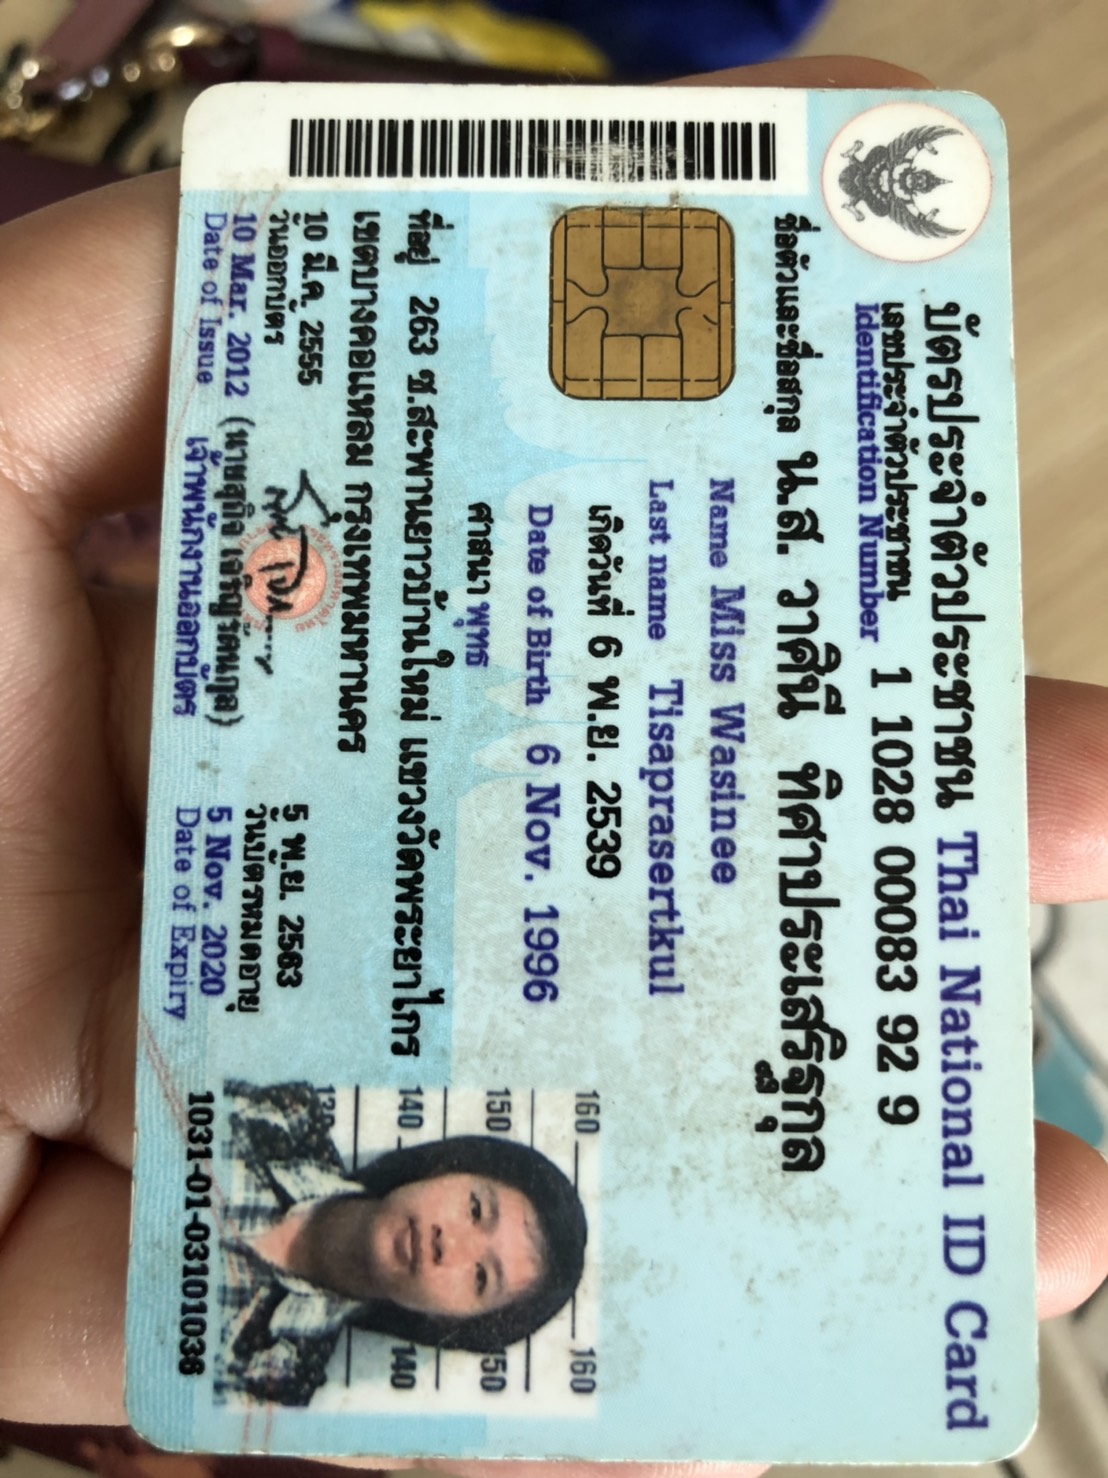 บัตรประจำตัวประชาชน Thai National ID Card
เลขประจำตัวประชาชน
Identification Number 1 1028 00083 92 9
ชื่อตัวและชื่อสกุล น.ส. วาศินี ทิศาประเสริฐกุล
Name Miss Wasinee
Last name Tisaprasertkul
เกิดวันที่ 6 พ.ย. 2539
Date of Birth 6 Nov. 1996
ศาสนา พุทธ
ที่อยู่ 263 ซ.สะพานยาวบ้านใหม่ แขวงวัดพระยาไกร
เขตบางคอแหลม กรุงเทพมหานคร
10 มี.ค. 2555
วันออกบัตร
10 Mar. 2012
Date of Issue
(นายสุกิจ เจริญรัตนกุล)
เจ้าพนักงานออกบัตร
5 พ.ย. 2563
วันบัตรหมดอายุ
5 Nov. 2020
Date of Expiry
160 160
150 150
140 140
1031-01-03101036